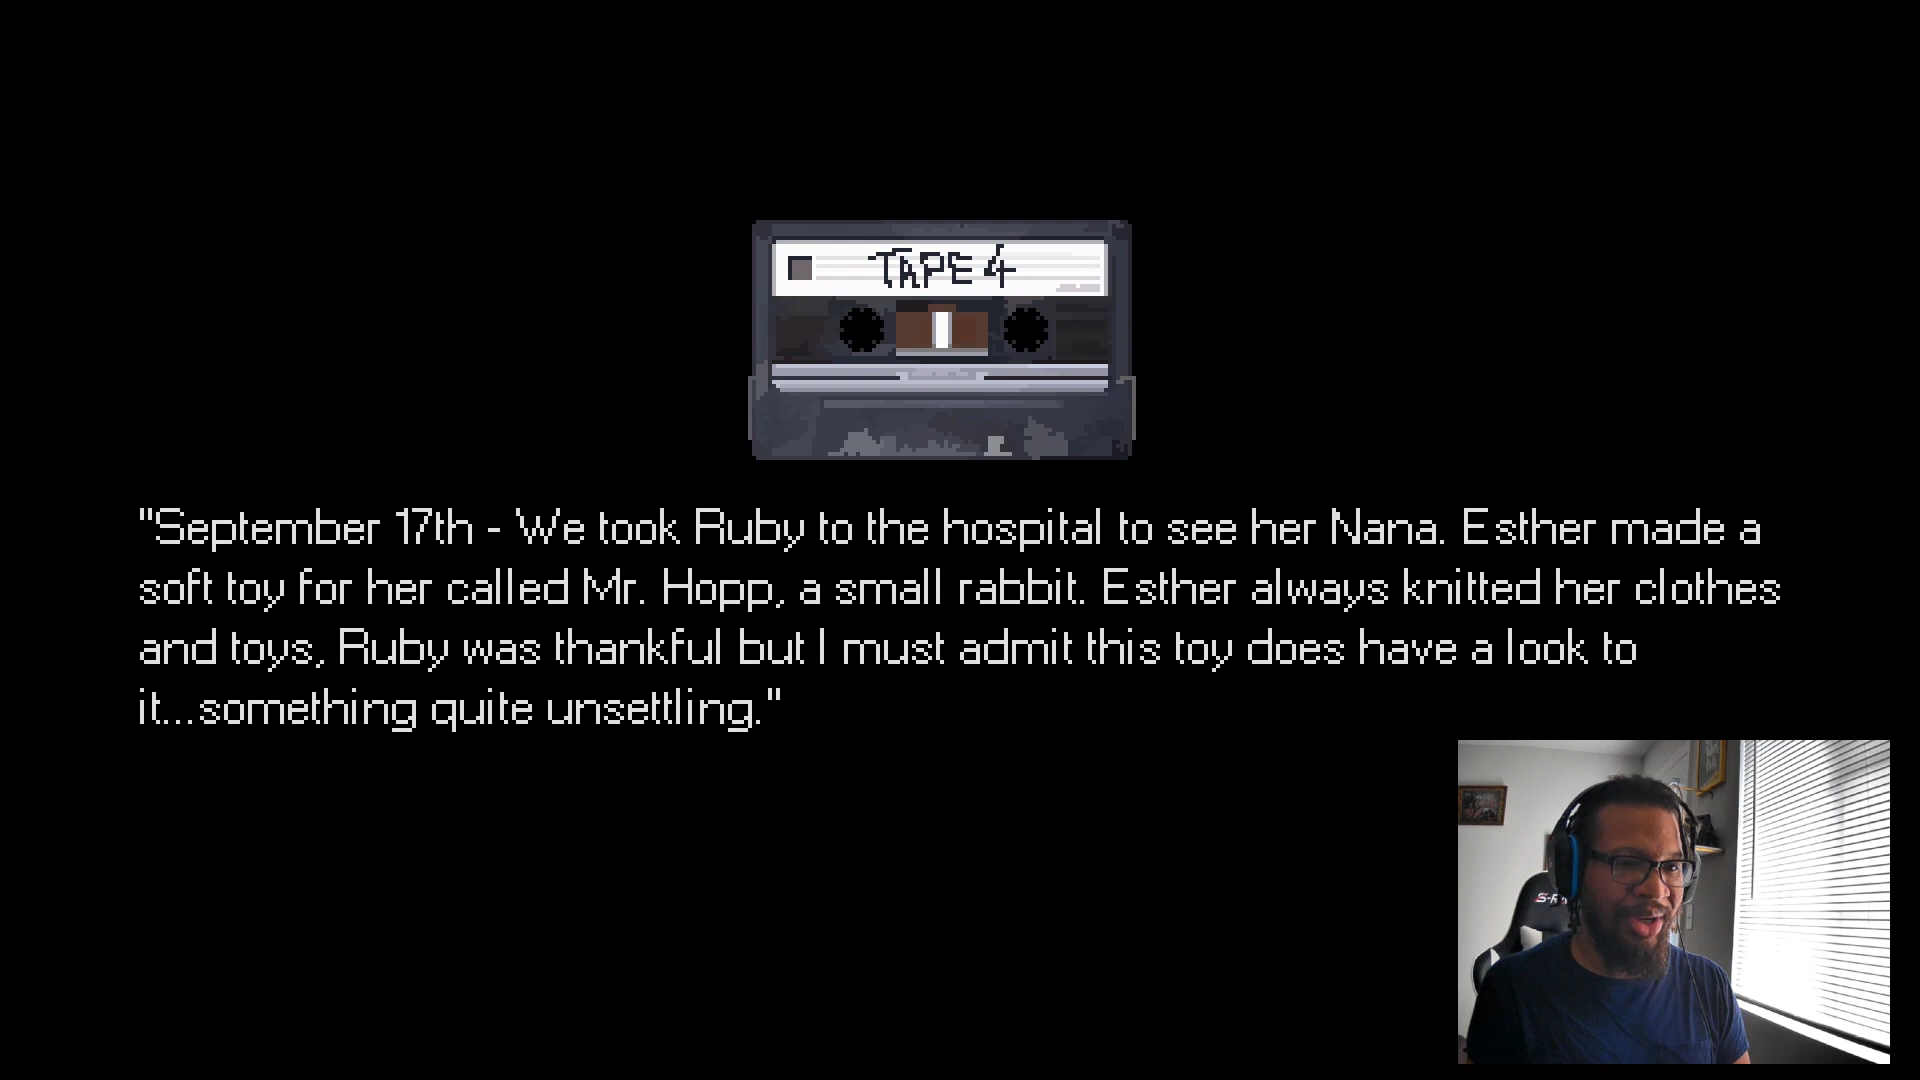 TAPE 4
"September 17th - We took Ruby to the hospital to see her Nana. Esther made a
soft toy for her called Mr. Hopp, a small rabbit. Esther always knitted her clothes
and toys, Ruby was thankful but I must admit this toy does have a look to
it...something quite unsettling."